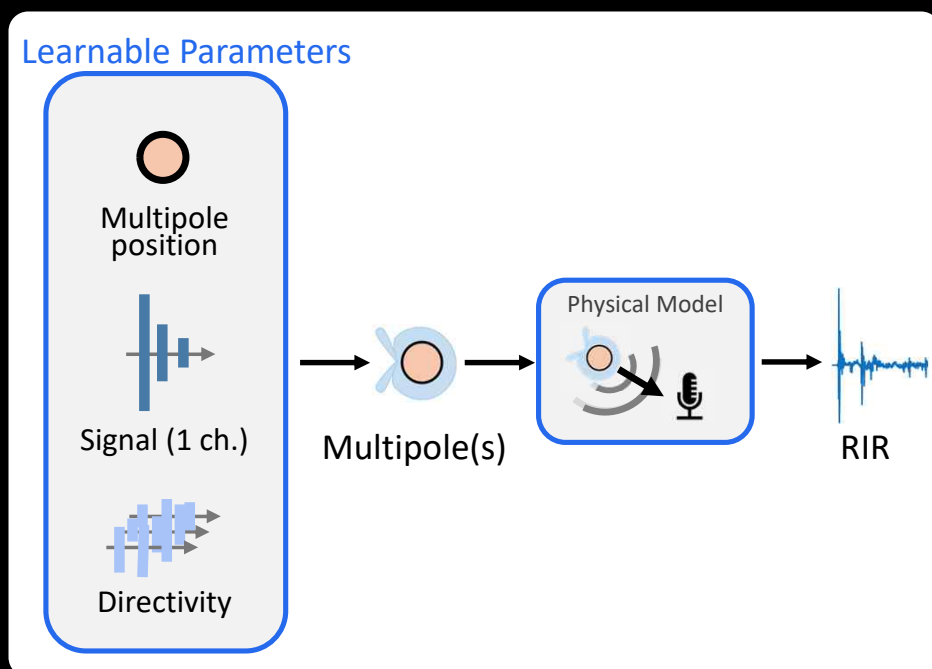 Learnable Parameters
Multipole
position
Signal (1 ch.)
Directivity
Multipole(s)
Physical Model
RIR